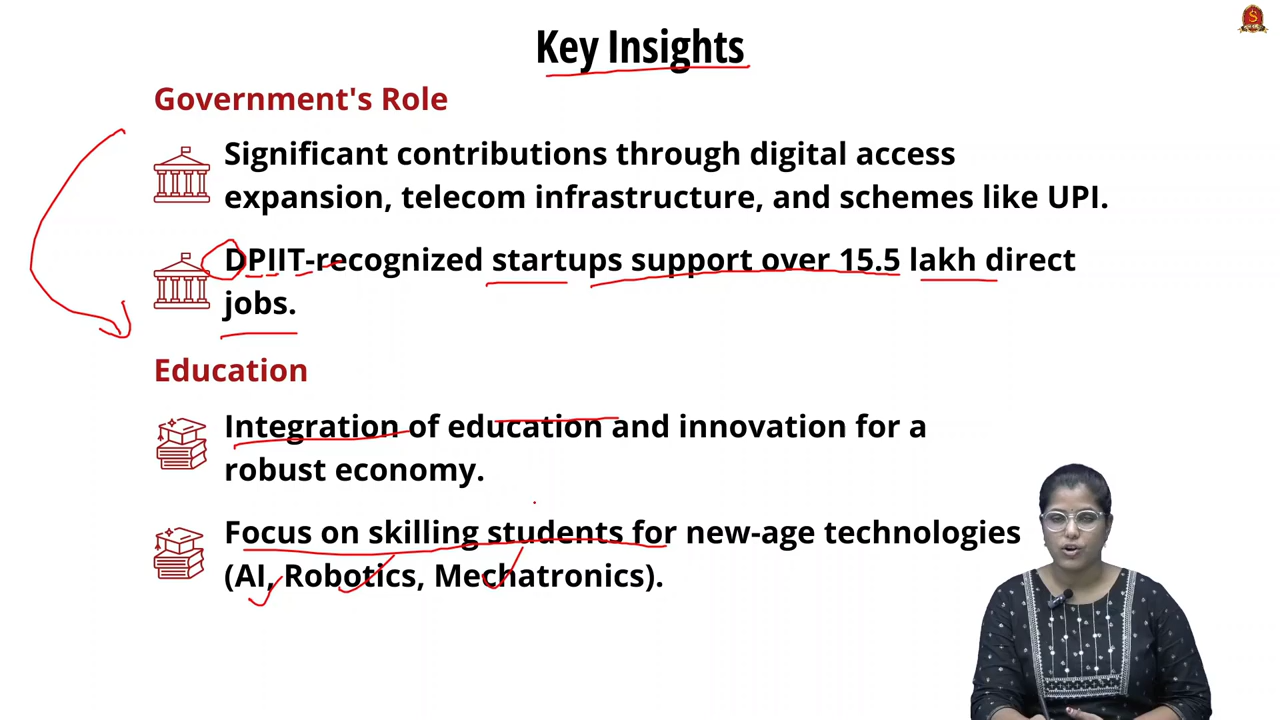 Key Insights
Government's Role
Significant contributions through digital access
expansion, telecom infrastructure, and schemes like UPI.
DPIIT-recognized startups support over 15.5 lakh direct
jobs.
Education
Integration of education and innovation for a
robust economy.
Focus on skilling students for new-age technologies
(AI, Robotics, Mechatronics).